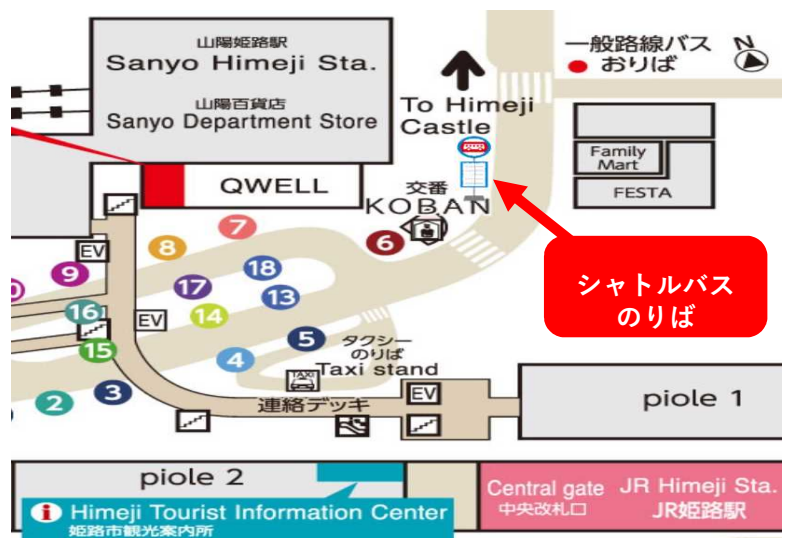 山陽姫路駅
Sanyo Himeji Sta.
山陽百貨店
Sanyo Department Store
一般路線バス
おりば
N
To Himeji
Castle
Family
Mart
FESTA
QWELL
交番
KOBAN
シャトルバス
のりば
EV
7
8
6
9
18
17
13
16
14
EV
15
5
4
タクシー
のりば
TAXI
Taxi stand
3
2
EV
連絡デッキ
piole 1
piole 2
Central gate
中央改札口
JR Himeji Sta.
JR姫路駅
i Himeji Tourist Information Center
姫路市観光案内所